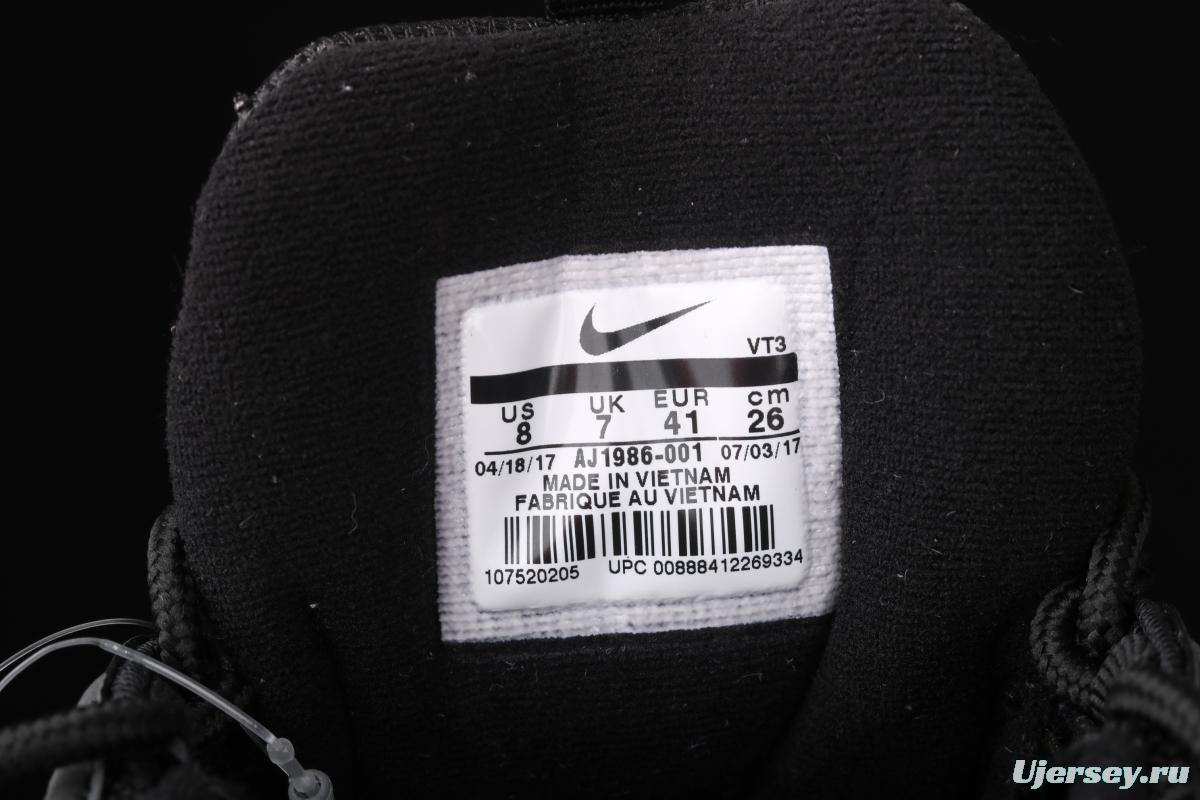 VT3
US UK EUR cm
8 7 41 26
04/18/17 AJ1986-001 07/03/17
MADE IN VIETNAM
FABRIQUE AU VIETNAM
107520205 UPC 00888412269334
Ujersey.ru